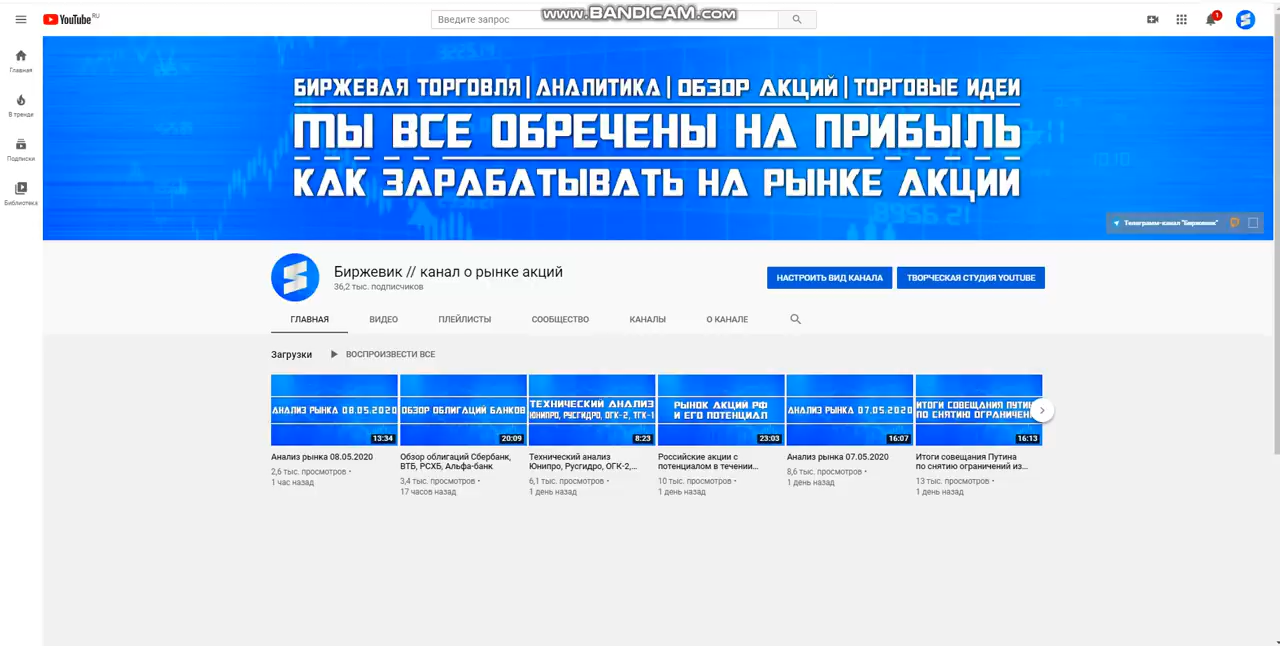 YouTube RU
Введите запрос
www.BANDICAM.com
1
Главная
В тренде
Подписки
Библиотека
БИРЖЕВАЯ ТОРГОВЛЯ | АНАЛИТИКА | ОБЗОР АКЦИЙ | ТОРГОВЫЕ ИДЕИ
МЫ ВСЕ ОБРЕЧЕНЫ НА ПРИБЫЛЬ
КАК ЗАРАБАТЫВАТЬ НА РЫНКЕ АКЦИИ
Телеграмм-канал "Биржевик"
Биржевик // канал о рынке акций
36,2 тыс. подписчиков
НАСТРОИТЬ ВИД КАНАЛА
ТВОРЧЕСКАЯ СТУДИЯ YOUTUBE
ГЛАВНАЯ
ВИДЕО
ПЛЕЙЛИСТЫ
СООБЩЕСТВО
КАНАЛЫ
О КАНАЛЕ
Загрузки
ВОСПРОИЗВЕСТИ ВСЕ
АНАЛИЗ РЫНКА 08.05.2020
13:34
Анализ рынка 08.05.2020
2,6 тыс. просмотров •
1 час назад
ОБЗОР ОБЛИГАЦИЙ БАНКОВ
20:09
Обзор облигаций Сбербанк,
ВТБ, РСХБ, Альфа-банк
3,4 тыс. просмотров •
17 часов назад
ТЕХНИЧЕСКИЙ АНАЛИЗ
ЮНИПРО, РУСГИДРО, ОГК-2, ТГК-1
8:23
Технический анализ
Юнипро, Русгидро, ОГК-2,...
6,1 тыс. просмотров •
1 день назад
РЫНОК АКЦИЙ РФ
И ЕГО ПОТЕНЦИАЛ
23:03
Российские акции с
потенциалом в течении...
10 тыс. просмотров •
1 день назад
АНАЛИЗ РЫНКА 07.05.2020
16:07
Анализ рынка 07.05.2020
8,6 тыс. просмотров •
1 день назад
ИТОГИ СОВЕЩАНИЯ ПУТИН
ПО СНЯТИЮ ОГРАНИЧЕН
16:13
Итоги совещания Путина
по снятию ограничений из...
13 тыс. просмотров •
1 день назад